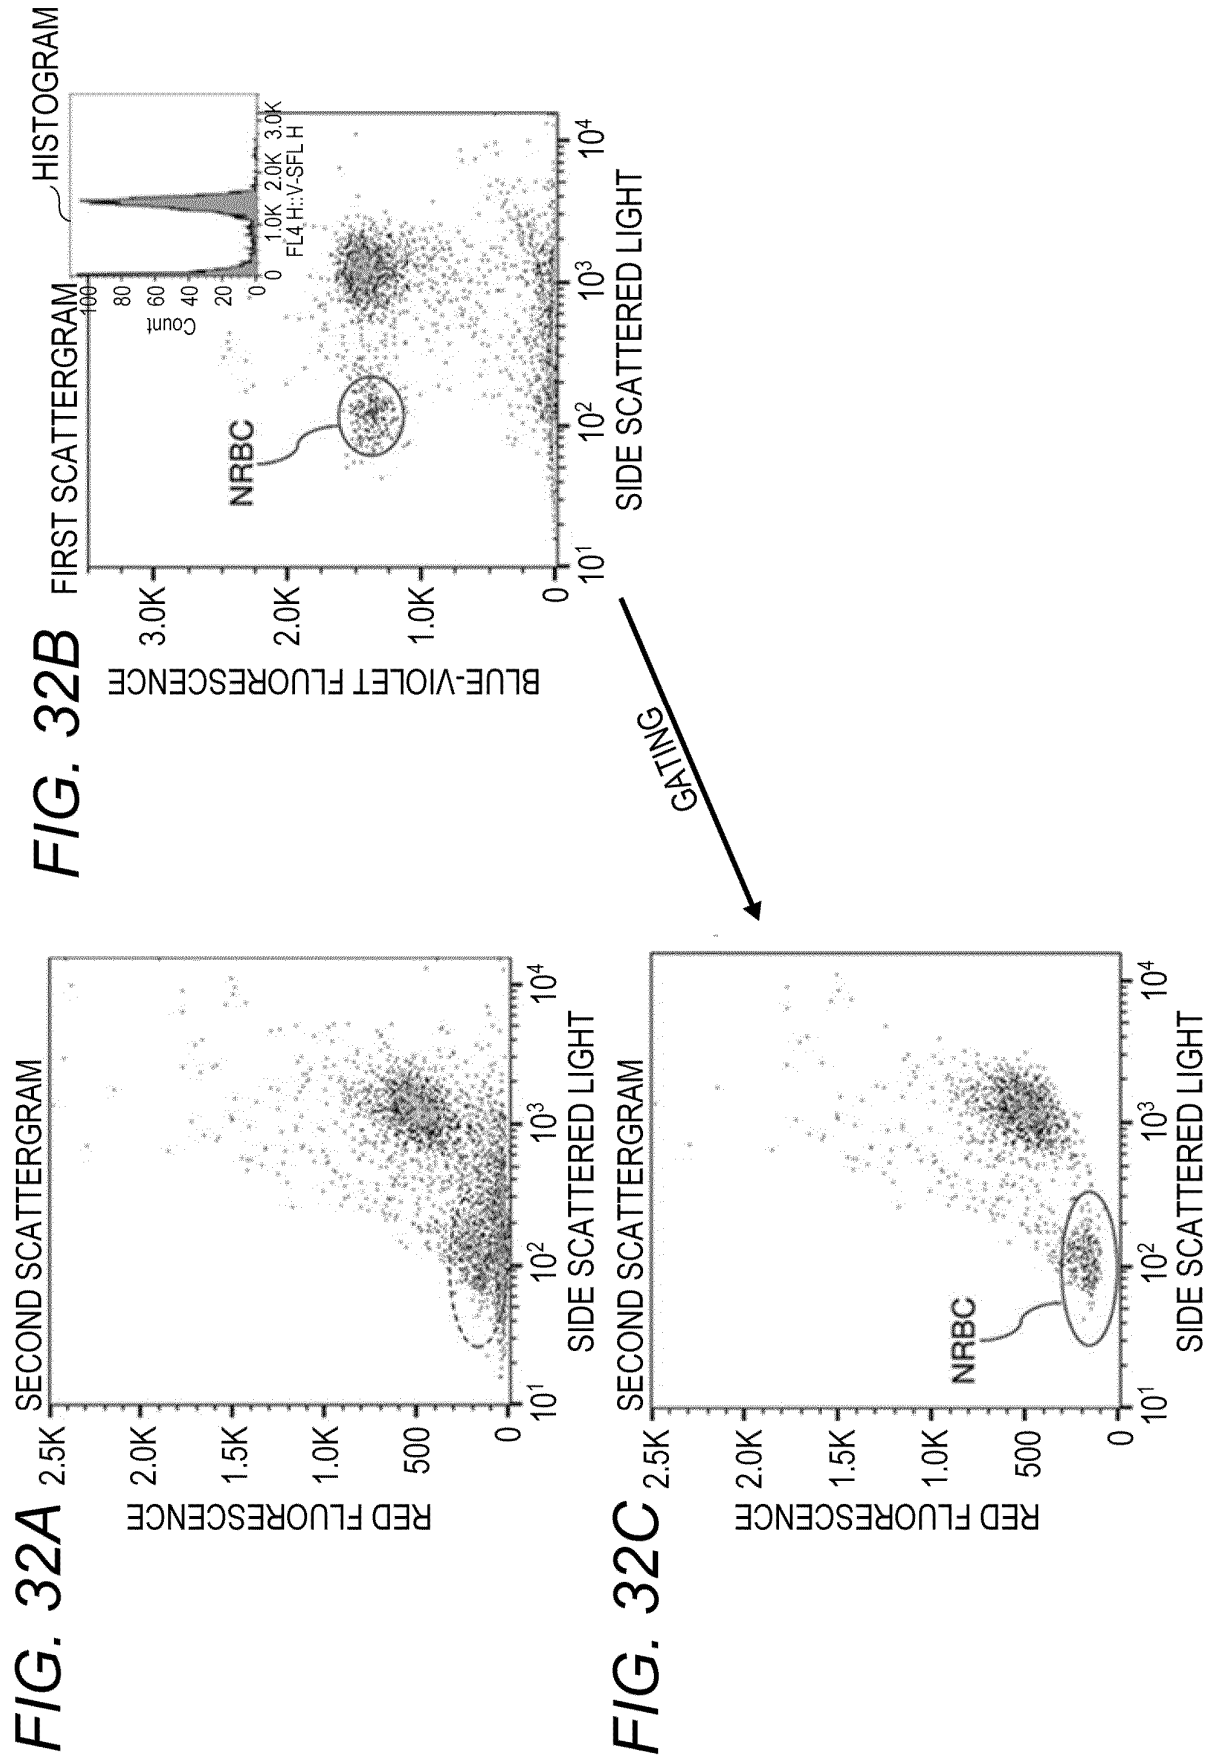 FIG. 32A
SECOND SCATTERGRAM
RED FLUORESCENCE
2.5K
2.0K
1.5K
1.0K
500
0
10¹
10²
10³
10⁴
SIDE SCATTERED LIGHT
FIG. 32B
FIRST SCATTERGRAM
HISTOGRAM
BLUE-VIOLET FLUORESCENCE
3.0K
2.0K
1.0K
0
10¹
10²
10³
10⁴
SIDE SCATTERED LIGHT
NRBC
Count
100
80
60
40
20
0
0
1.0K
2.0K
3.0K
FL4 H::V-SFL H
GATING
FIG. 32C
SECOND SCATTERGRAM
RED FLUORESCENCE
2.5K
2.0K
1.5K
1.0K
500
0
NRBC
10¹
10²
10³
10⁴
SIDE SCATTERED LIGHT